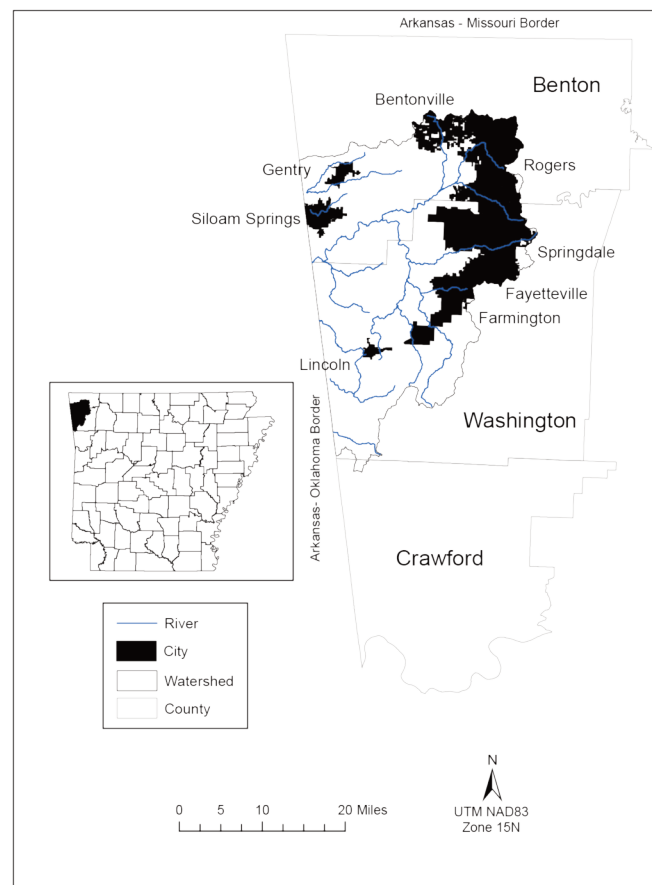 Arkansas - Missouri Border
Benton
Bentonville
Gentry
Rogers
Siloam Springs
Springdale
Fayetteville
Farmington
Lincoln
Washington
Arkansas- Oklahoma Border
Crawford
River
City
Watershed
County
N
0 5 10 20 Miles
UTM NAD83
Zone 15N